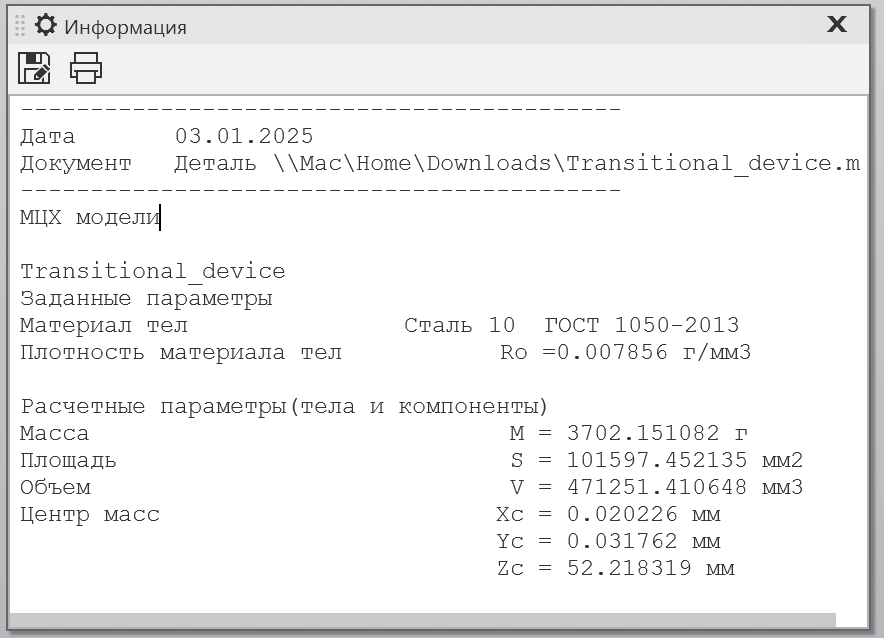 Информация
-------------------------------------------
Дата       03.01.2025
Документ   Деталь \\Mac\Home\Downloads\Transitional_device.m
-------------------------------------------
МЦХ модели
Transitional_device
Заданные параметры
Материал тел                Сталь 10  ГОСТ 1050-2013
Плотность материала тел            Ro =0.007856 г/мм3
Расчетные параметры(тела и компоненты)
Масса                               M = 3702.151082 г
Площадь                             S = 101597.452135 мм2
Объем                               V = 471251.410648 мм3
Центр масс                         Xc = 0.020226 мм
Yc = 0.031762 мм
Zc = 52.218319 мм